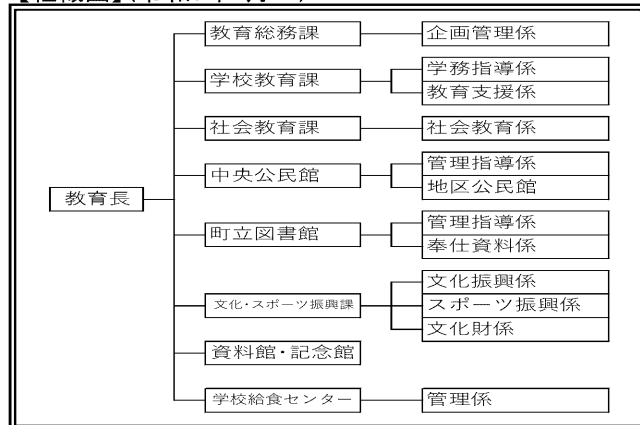 教育総務課 企画管理係
学校教育課 学務指導係
教育支援係
社会教育課 社会教育係
中央公民館 管理指導係
地区公民館
教育長
町立図書館 管理指導係
奉仕資料係
文化・スポーツ振興課 文化振興係
スポーツ振興係
文化財係
資料館・記念館
学校給食センター 管理係